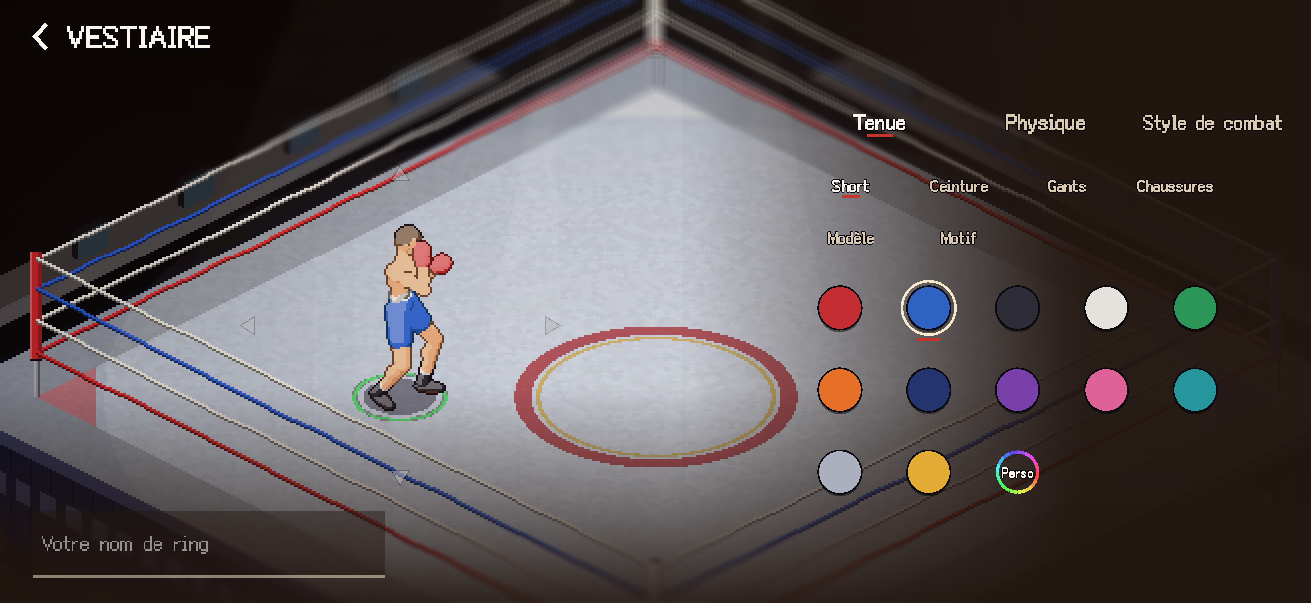 VESTIAIRE
Tenue Physique Style de combat
Short Ceinture Gants Chaussures
Modèle Motif
Perso
Votre nom de ring